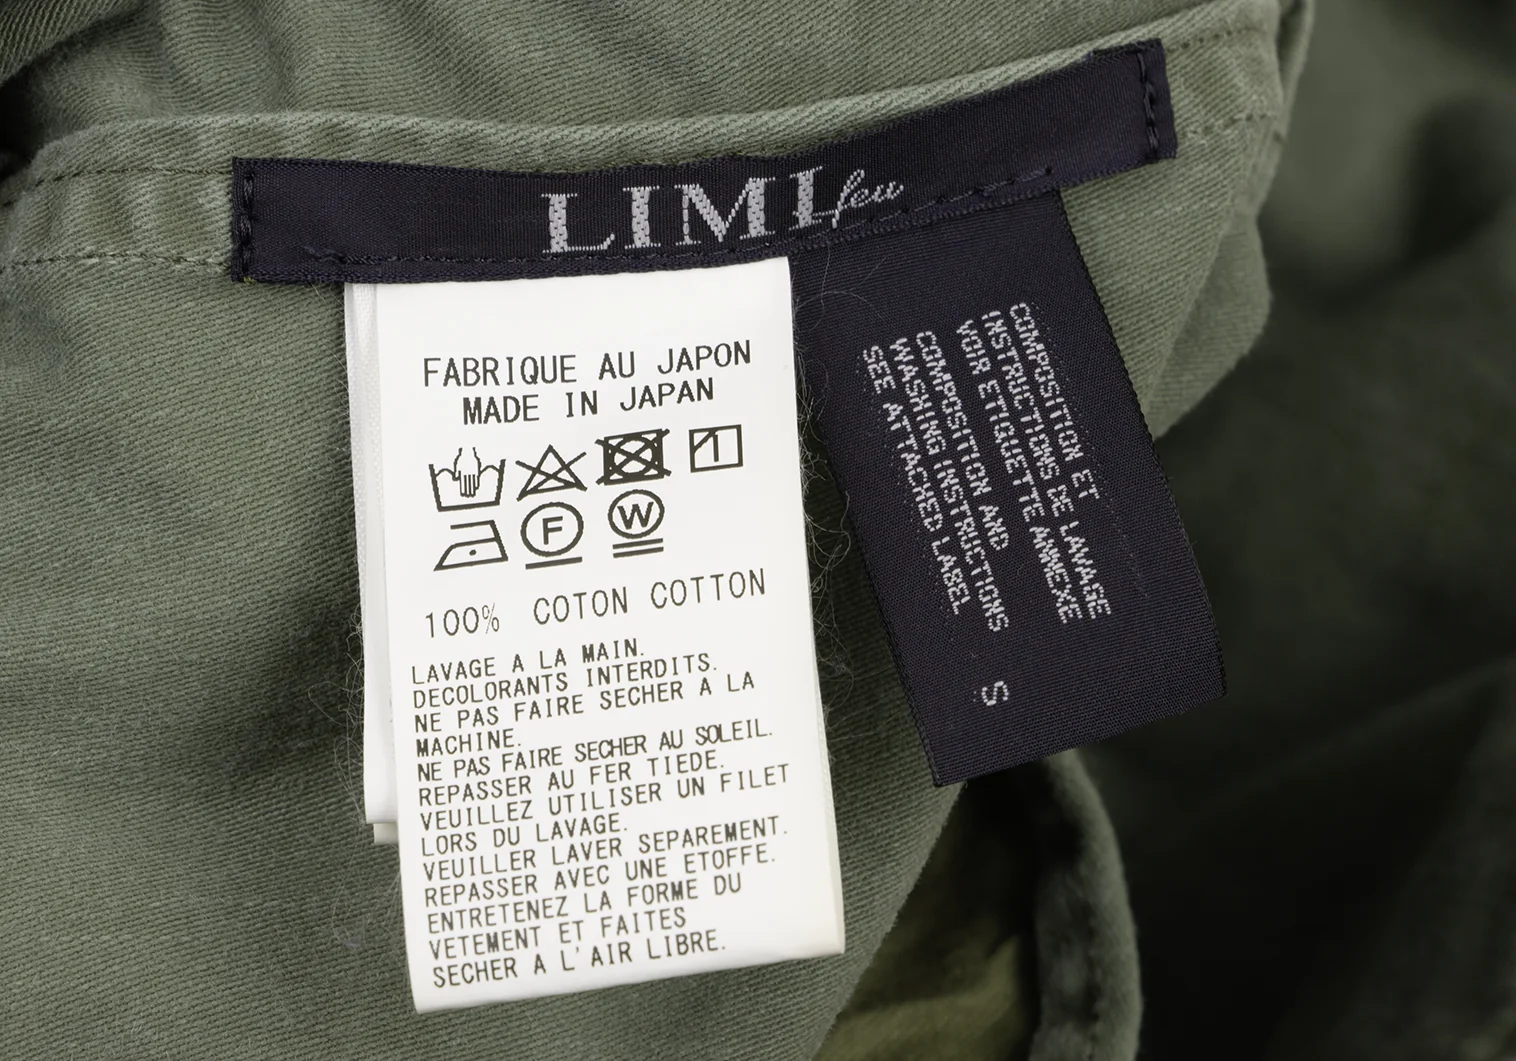 LIMI feu
FABRIQUE AU JAPON
MADE IN JAPAN
F
W
100% COTON COTTON
LAVAGE A LA MAIN.
DECOLORANTS INTERDITS.
NE PAS FAIRE SECHER A LA
MACHINE.
NE PAS FAIRE SECHER AU SOLEIL.
REPASSER AU FER TIEDE.
VEUILLEZ UTILISER UN FILET
LORS DU LAVAGE.
VEUILLER LAVER SEPAREMENT.
REPASSER AVEC UNE ETOFFE.
ENTRETENEZ LA FORME DU
VETEMENT ET FAITES
SECHER A L'AIR LIBRE.
COMPOSITION ET
INSTRUCTIONS DE LAVAGE
VOIR ETIQUETTE ANNEXE
COMPOSITION AND
WASHING INSTRUCTIONS
SEE ATTACHED LABEL
S